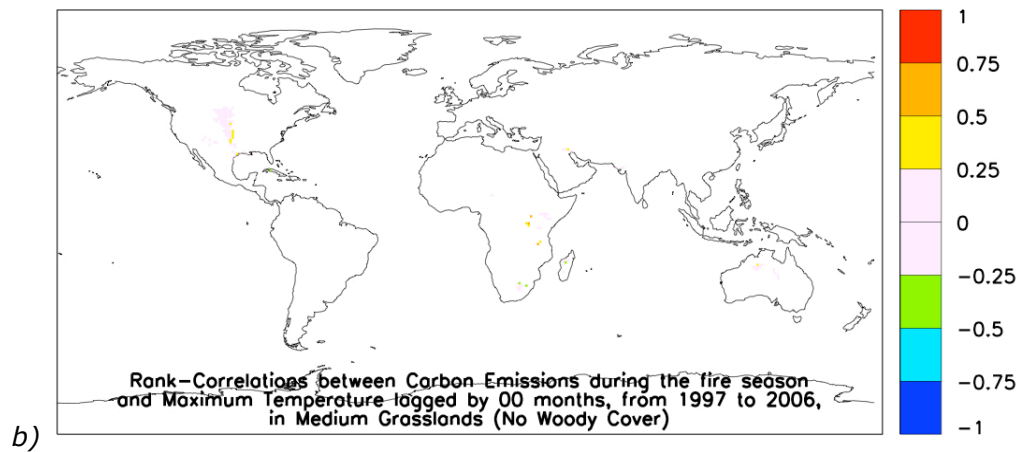 1
0.75
0.5
0.25
0
−0.25
−0.5
−0.75
−1
Rank−Correlations between Carbon Emissions during the fire season
and Maximum Temperature lagged by 00 months, from 1997 to 2006,
in Medium Grasslands (No Woody Cover)
b)